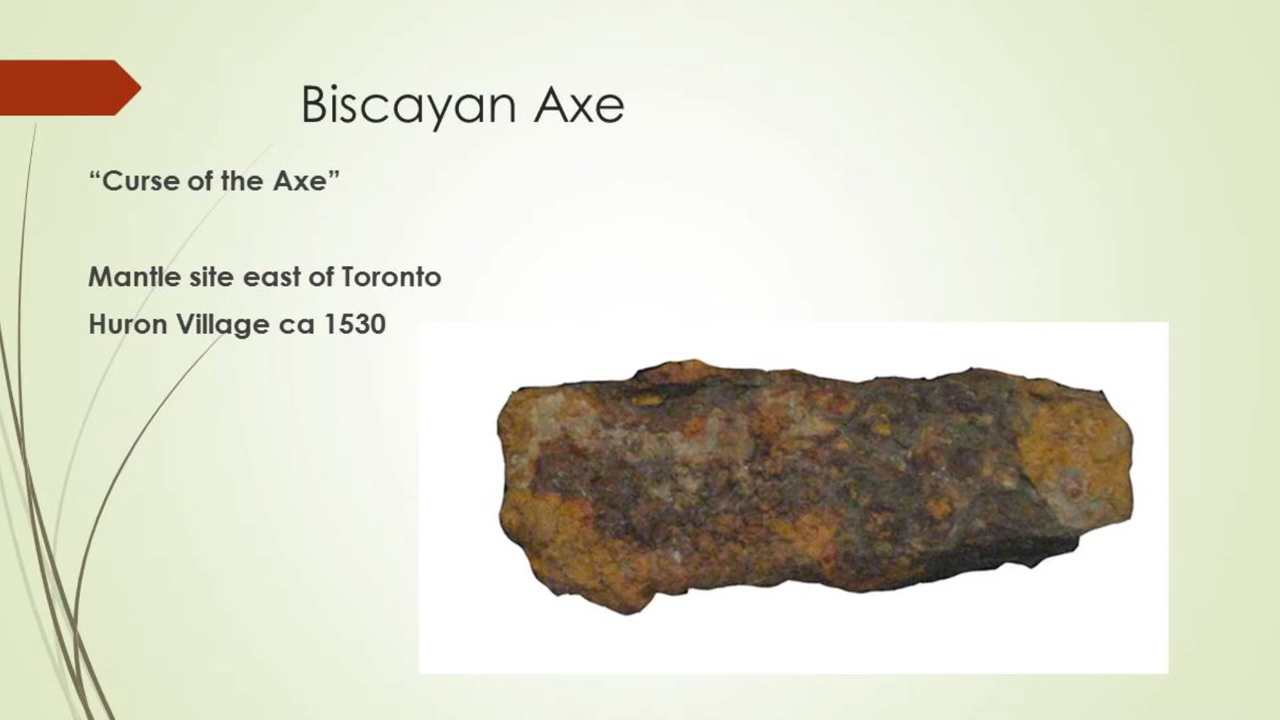 Biscayan Axe
“Curse of the Axe”
Mantle site east of Toronto
Huron Village ca 1530